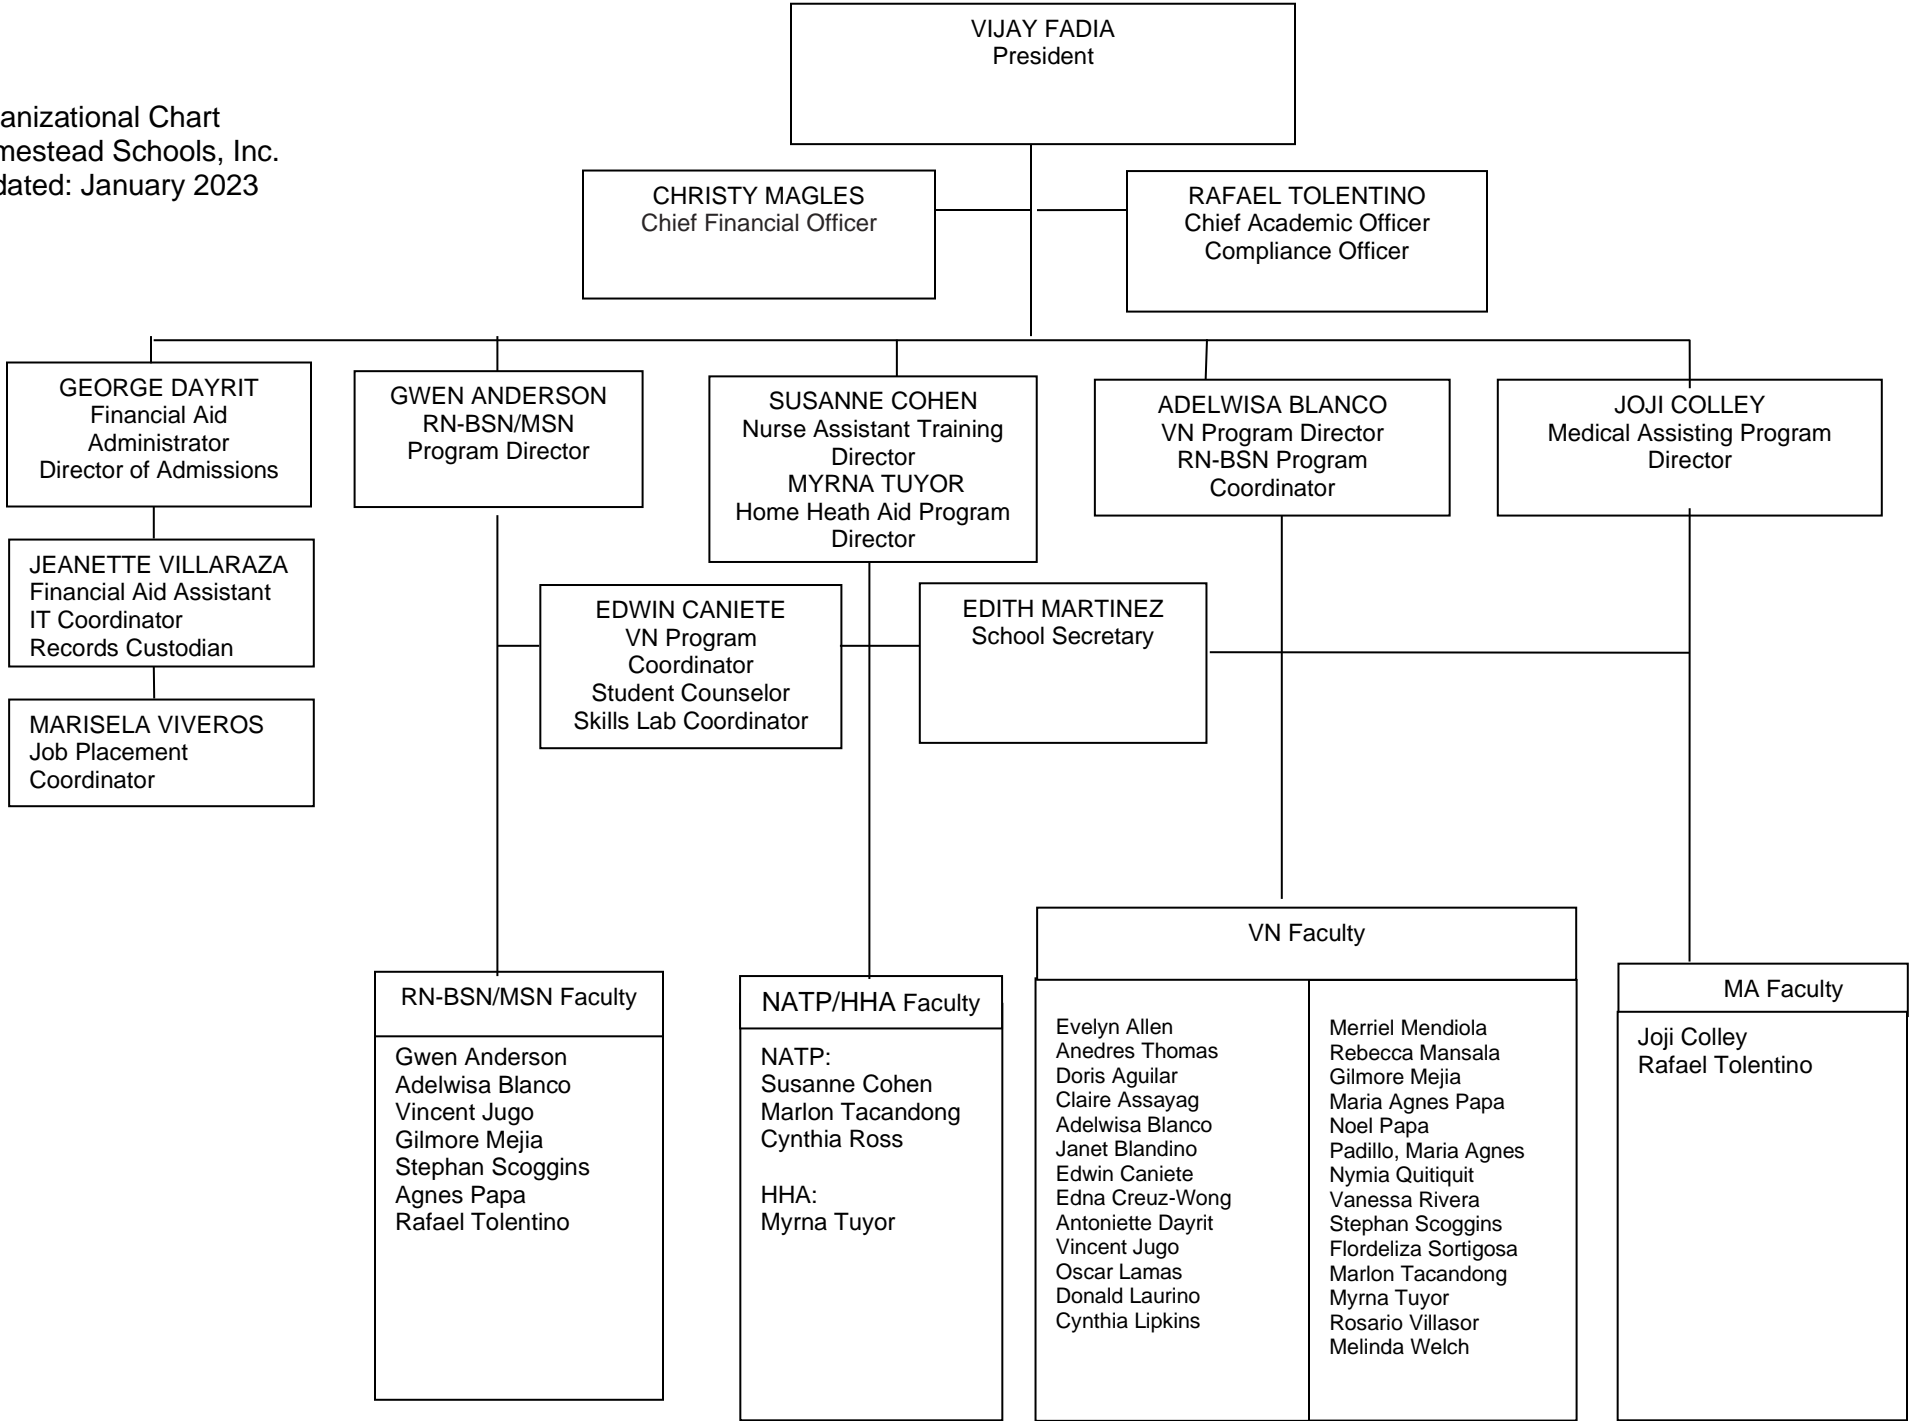 VIJAY FADIA
President
anizational Chart
mestead Schools, Inc.
dated: January 2023
CHRISTY MAGLES
Chief Financial Officer
RAFAEL TOLENTINO
Chief Academic Officer
Compliance Officer
GEORGE DAYRIT
Financial Aid
Administrator
Director of Admissions
GWEN ANDERSON
RN-BSN/MSN
Program Director
SUSANNE COHEN
Nurse Assistant Training
Director
MYRNA TUYOR
Home Heath Aid Program
Director
ADELWISA BLANCO
VN Program Director
RN-BSN Program
Coordinator
JOJI COLLEY
Medical Assisting Program
Director
JEANETTE VILLARAZA
Financial Aid Assistant
IT Coordinator
Records Custodian
EDWIN CANIETE
VN Program
Coordinator
Student Counselor
Skills Lab Coordinator
EDITH MARTINEZ
School Secretary
MARISELA VIVEROS
Job Placement
Coordinator
RN-BSN/MSN Faculty
Gwen Anderson
Adelwisa Blanco
Vincent Jugo
Gilmore Mejia
Stephan Scoggins
Agnes Papa
Rafael Tolentino
NATP/HHA Faculty
NATP:
Susanne Cohen
Marlon Tacandong
Cynthia Ross
HHA:
Myrna Tuyor
VN Faculty
Evelyn Allen
Anedres Thomas
Doris Aguilar
Claire Assayag
Adelwisa Blanco
Janet Blandino
Edwin Caniete
Edna Creuz-Wong
Antoniette Dayrit
Vincent Jugo
Oscar Lamas
Donald Laurino
Cynthia Lipkins
Merriel Mendiola
Rebecca Mansala
Gilmore Mejia
Maria Agnes Papa
Noel Papa
Padillo, Maria Agnes
Nymia Quitiquit
Vanessa Rivera
Stephan Scoggins
Flordeliza Sortigosa
Marlon Tacandong
Myrna Tuyor
Rosario Villasor
Melinda Welch
MA Faculty
Joji Colley
Rafael Tolentino